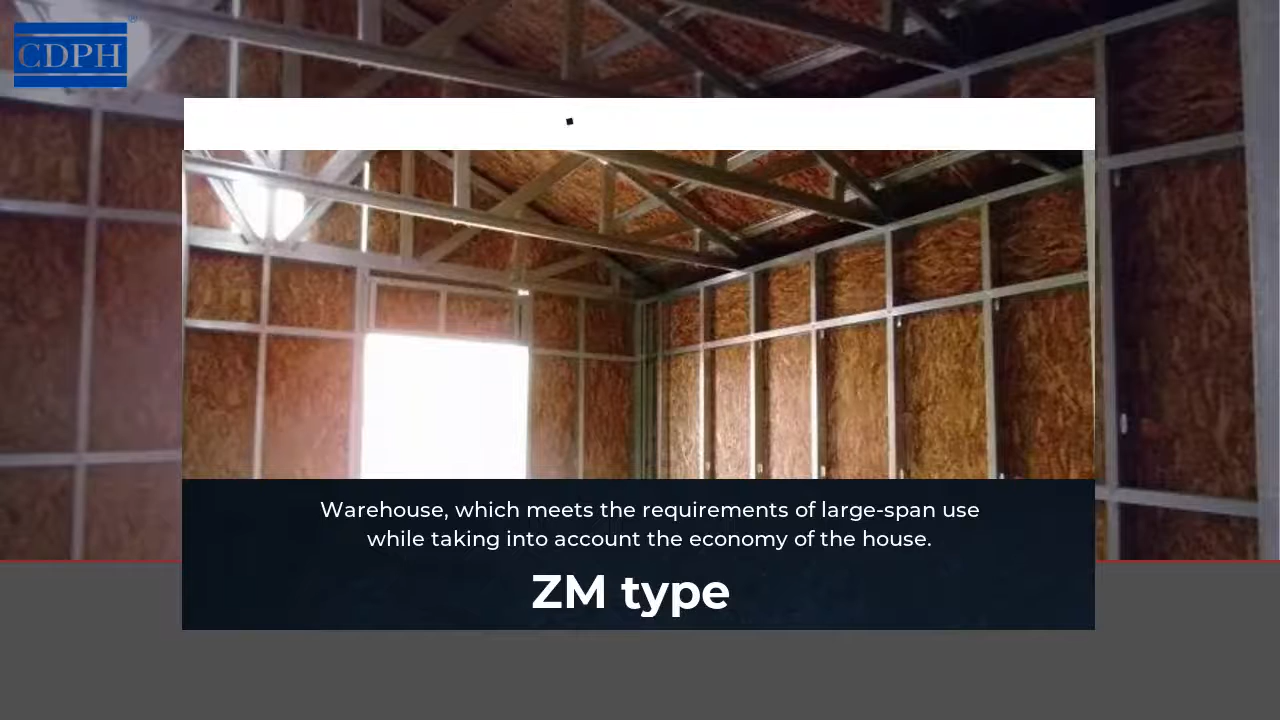 CDPH®
Warehouse, which meets the requirements of large-span use
while taking into account the economy of the house.
ZM type